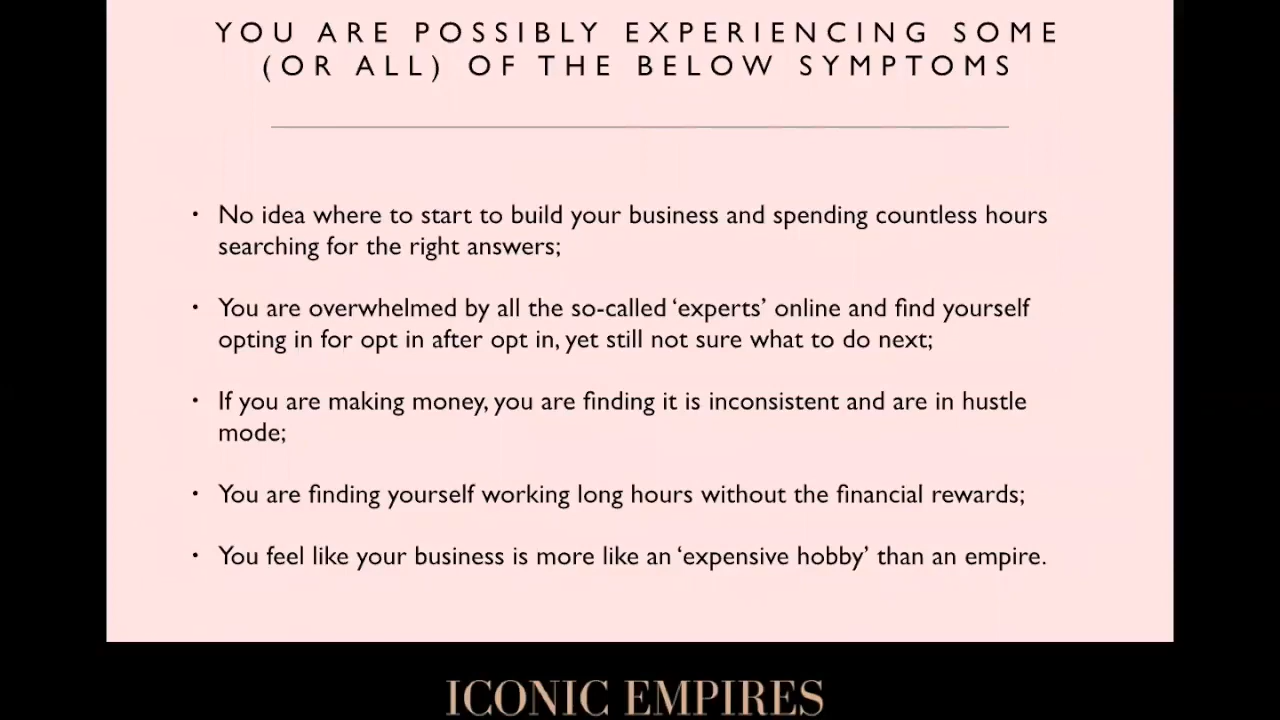 YOU ARE POSSIBLY EXPERIENCING SOME
(OR ALL) OF THE BELOW SYMPTOMS
• No idea where to start to build your business and spending countless hours
searching for the right answers;
• You are overwhelmed by all the so-called ‘experts’ online and find yourself
opting in for opt in after opt in, yet still not sure what to do next;
• If you are making money, you are finding it is inconsistent and are in hustle
mode;
• You are finding yourself working long hours without the financial rewards;
• You feel like your business is more like an ‘expensive hobby’ than an empire.
ICONIC EMPIRES